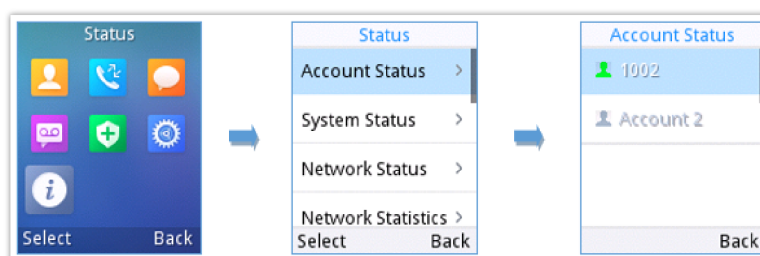 Status
Select Back
Status
Account Status
System Status
Network Status
Network Statistics
Select Back
Account Status
1002
Account 2
Back